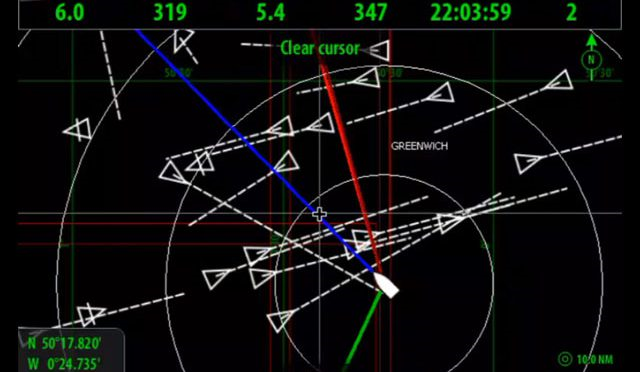 6.0 319 5.4 347 22:03:59 2
Clear cursor
N
GREENWICH
N 50°17.820'
W 0°24.735'
10.0 NM